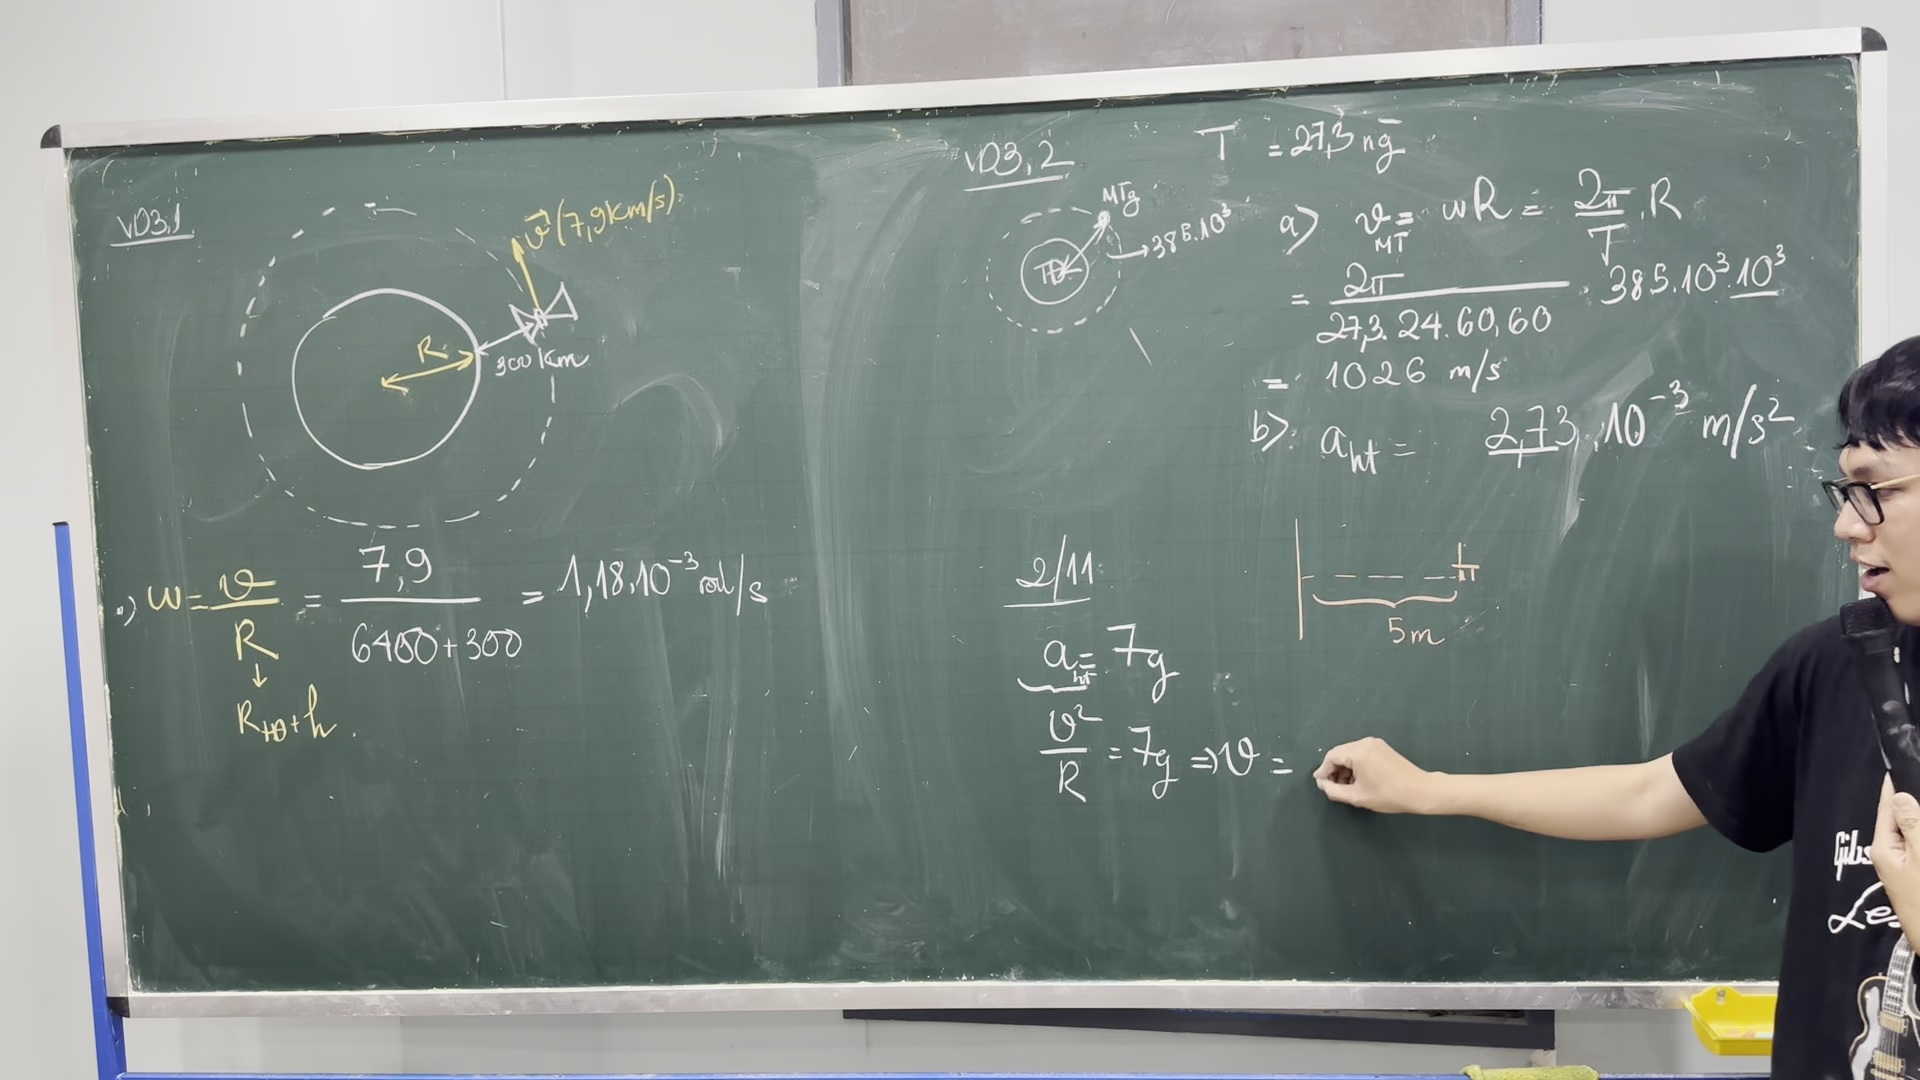 VD3.1
v⃗ (7,9km/s)
R
300 km
•) ω = v/R = 7,9/(6400+300) = 1,18.10⁻³ rad/s
↓
R_TĐ + h.
VD3,2
T = 27,3 ng
MTg
TĐ
→ 385.10³
a) v_MT = ωR = 2π/T . R
= 2π/(27,3.24.60.60) . 385.10³.10³
= 1026 m/s
b) a_ht = 2,73.10⁻³ m/s²
2/11
5m
a_ht = 7g
v²/R = 7g ⇒ v =
Les